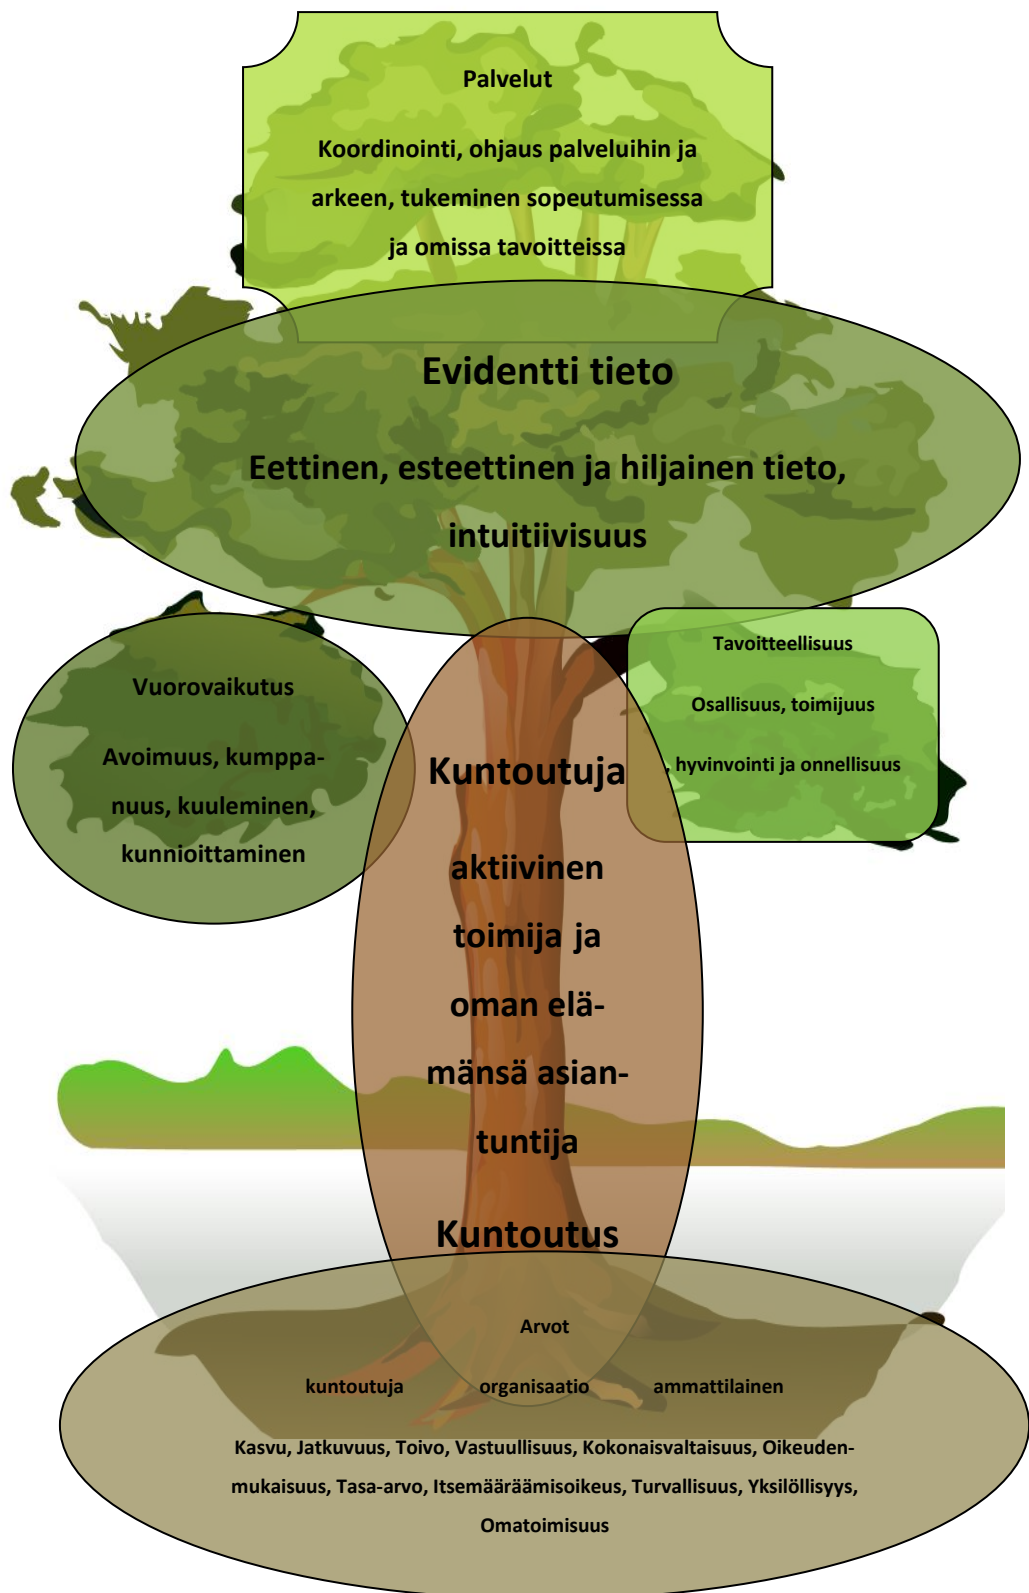 Palvelut
Koordinointi, ohjaus palveluihin ja
arkeen, tukeminen sopeutumisessa
ja omissa tavoitteissa
Evidentti tieto
Eettinen, esteettinen ja hiljainen tieto,
intuitiivisuus
Vuorovaikutus
Avoimuus, kumppa-
nuus, kuuleminen,
kunnioittaminen
Tavoitteellisuus
Osallisuus, toimijuus
, hyvinvointi ja onnellisuus
Kuntoutuja
aktiivinen
toimija ja
oman elä-
mänsä asian-
tuntija
Kuntoutus
Arvot
kuntoutuja organisaatio ammattilainen
Kasvu, Jatkuvuus, Toivo, Vastuullisuus, Kokonaisvaltaisuus, Oikeuden-
mukaisuus, Tasa-arvo, Itsemääräämisoikeus, Turvallisuus, Yksilöllisyys,
Omatoimisuus